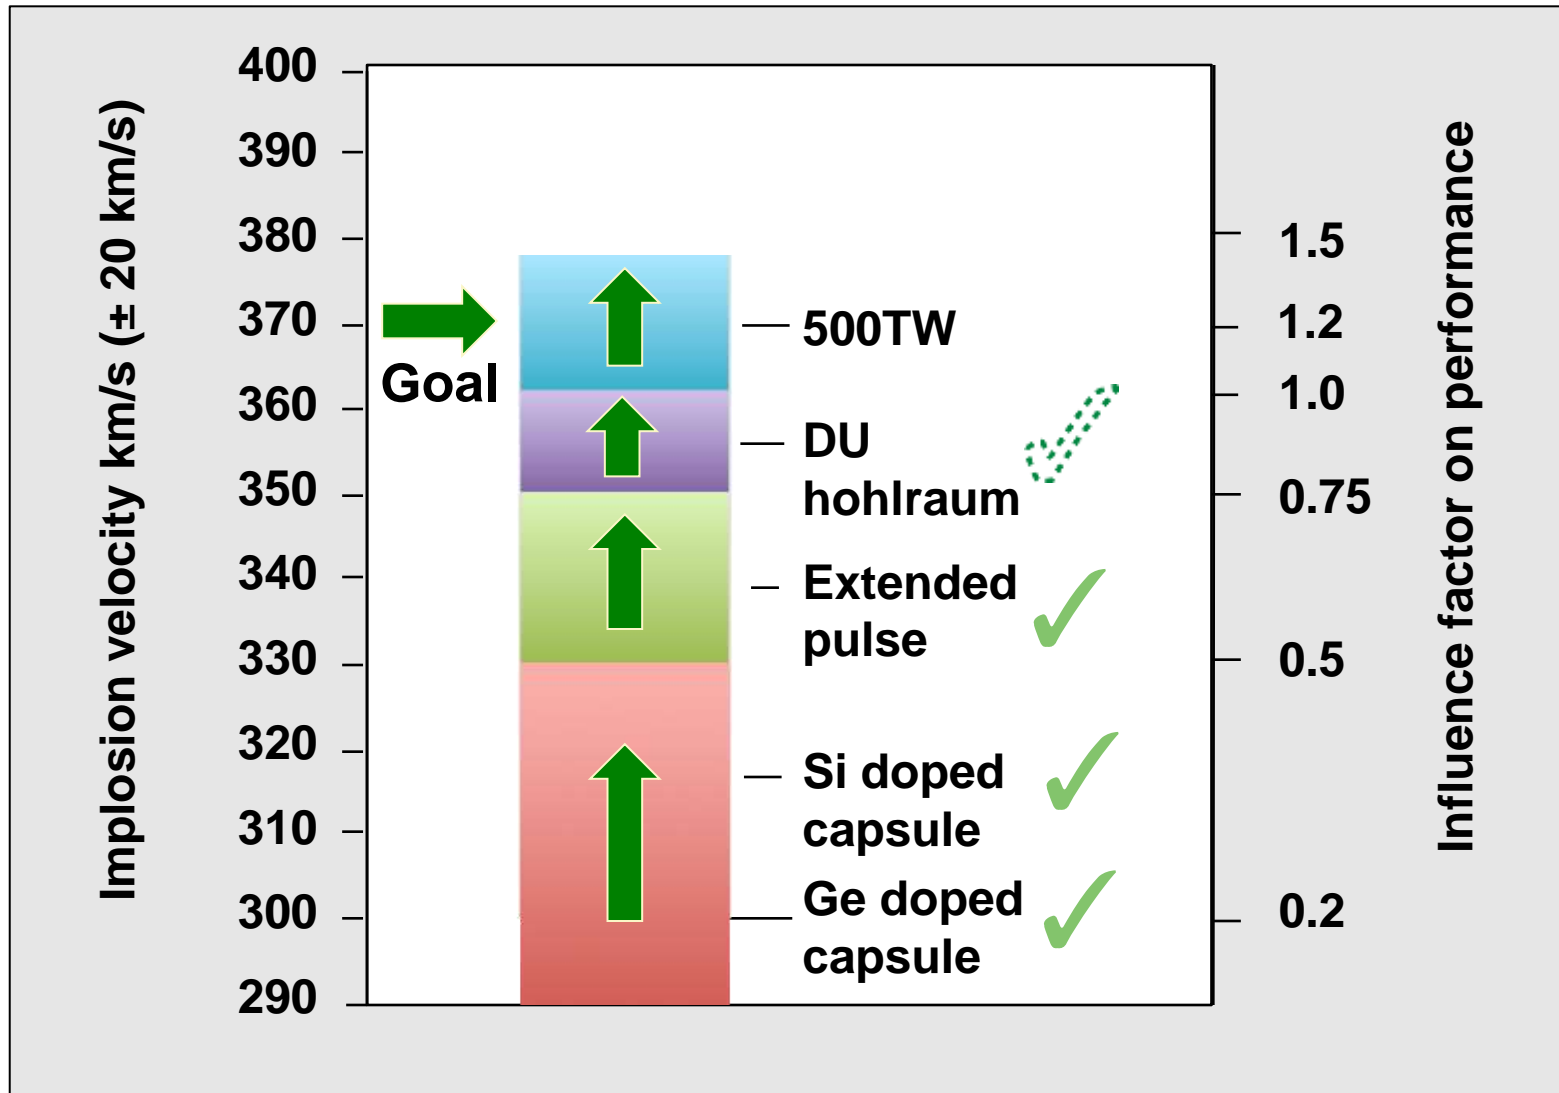 Implosion velocity km/s (± 20 km/s)
400
390
380
370
360
350
340
330
320
310
300
290
Goal
500TW
DU
hohlraum
Extended
pulse
Si doped
capsule
Ge doped
capsule
1.5
1.2
1.0
0.75
0.5
0.2
Influence factor on performance